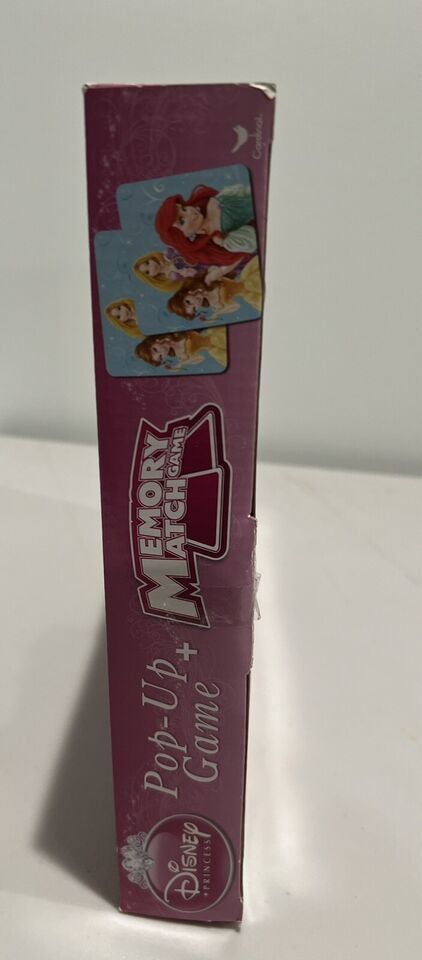 DISNEY
PRINCESS
Pop-Up +
Game
MEMORY
MATCH
GAME
Cardinal.